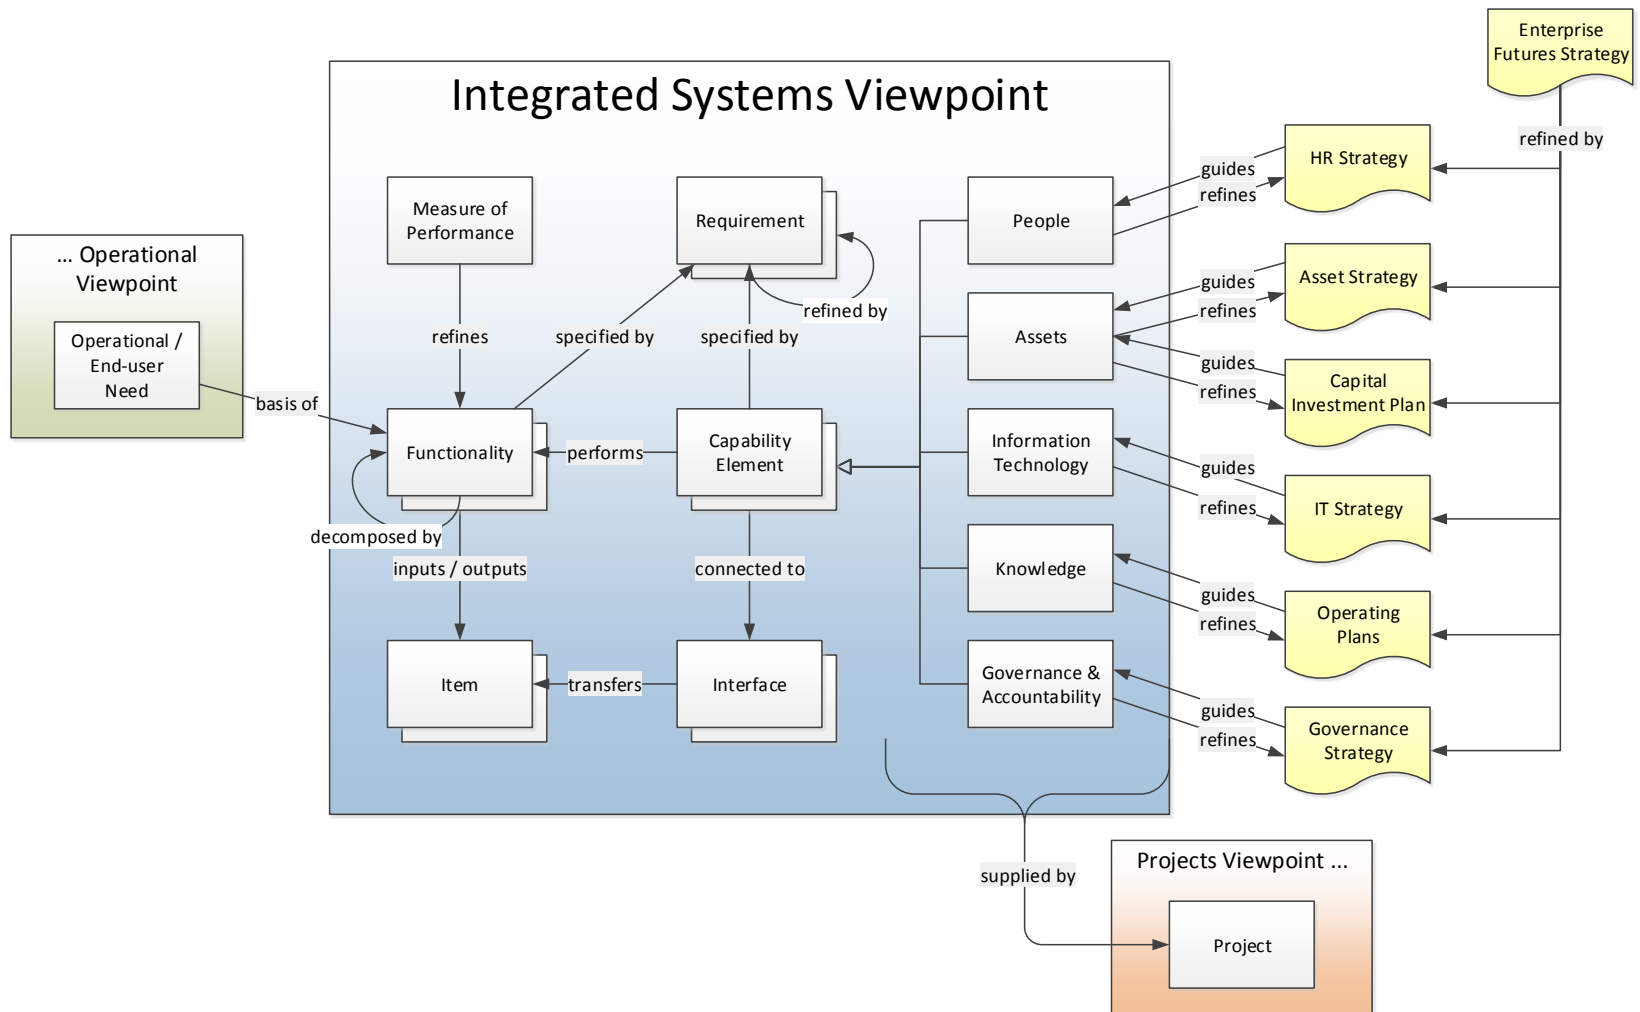 Enterprise
Futures Strategy
refined by
Integrated Systems Viewpoint
HR Strategy
guides
refines
Measure of
Performance
Requirement
People
... Operational
Viewpoint
Asset Strategy
guides
refines
refined by
Operational /
End-user
Need
refines
specified by
specified by
Assets
guides
refines
Capital
Investment Plan
basis of
Functionality
performs
Capability
Element
Information
Technology
guides
refines
IT Strategy
decomposed by
inputs / outputs
connected to
Knowledge
guides
refines
Operating
Plans
Item
transfers
Interface
Governance &
Accountability
guides
refines
Governance
Strategy
supplied by
Projects Viewpoint ...
Project